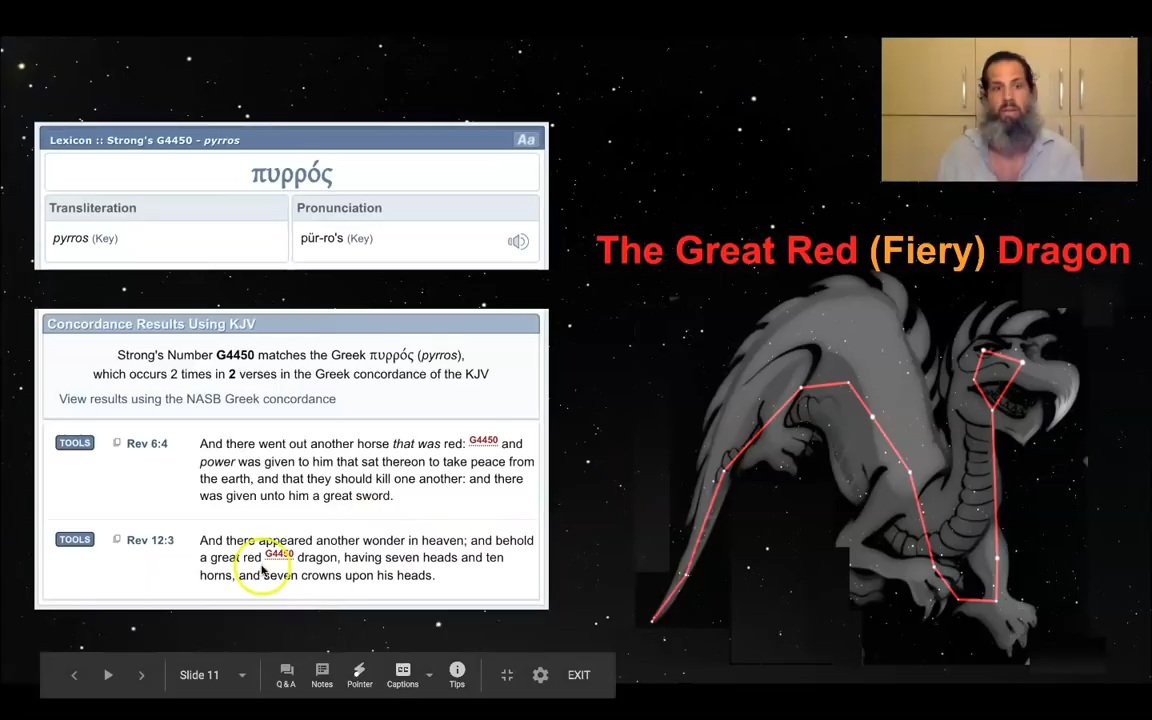 Lexicon :: Strong's G4450 - pyrros
Aa
πυρρός
Transliteration
Pronunciation
pyrros (Key)
pür-ro's (Key)
The Great Red (Fiery) Dragon
Concordance Results Using KJV
Strong's Number G4450 matches the Greek πυρρός (pyrros),
which occurs 2 times in 2 verses in the Greek concordance of the KJV
View results using the NASB Greek concordance
TOOLS
Rev 6:4
And there went out another horse that was red: G4450 and
power was given to him that sat thereon to take peace from
the earth, and that they should kill one another: and there
was given unto him a great sword.
TOOLS
Rev 12:3
And there appeared another wonder in heaven; and behold
a great red G4450 dragon, having seven heads and ten
horns, and seven crowns upon his heads.
Slide 11
Q & A
Notes
Pointer
Captions
Tips
EXIT